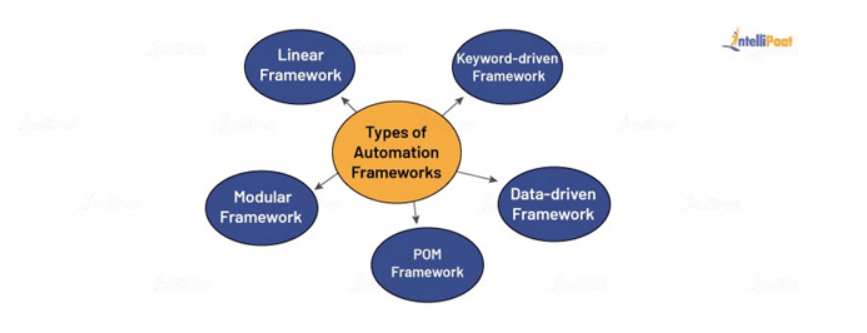 Linear
Framework
Keyword-driven
Framework
intelliPaat
Types of
Automation
Frameworks
Modular
Framework
Data-driven
Framework
POM
Framework